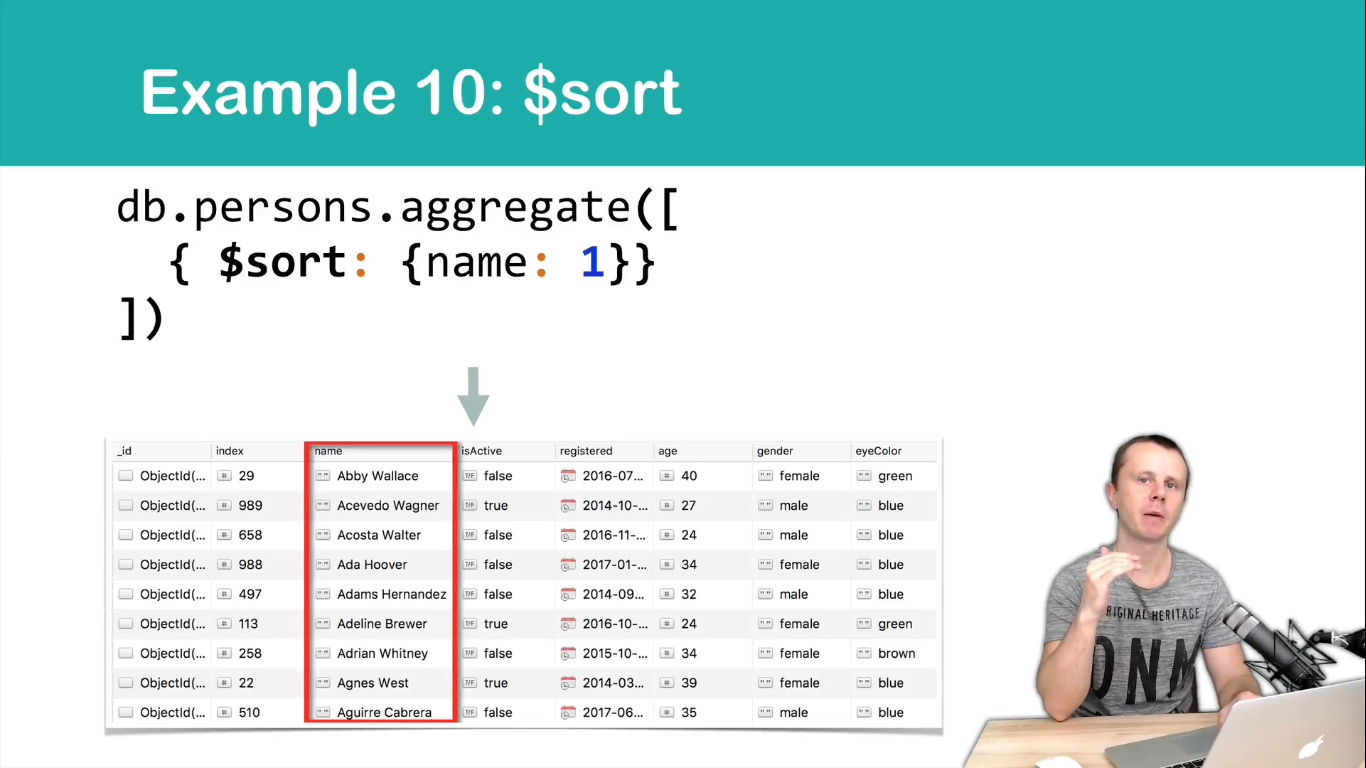 Example 10: $sort
db.persons.aggregate([
{ $sort: {name: 1}}
])
_id index name isActive registered age gender eyeColor
ObjectId(... # 29 "" Abby Wallace T/F false 2016-07... # 40 "" female "" green
ObjectId(... # 989 "" Acevedo Wagner T/F true 2014-10-... # 27 "" male "" blue
ObjectId(... # 658 "" Acosta Walter T/F false 2016-11-... # 24 "" male "" blue
ObjectId(... # 988 "" Ada Hoover T/F false 2017-01-... # 34 "" female "" blue
ObjectId(... # 497 "" Adams Hernandez T/F false 2014-09... # 32 "" male "" blue
ObjectId(... # 113 "" Adeline Brewer T/F true 2016-10-... # 24 "" female "" green
ObjectId(... # 258 "" Adrian Whitney T/F false 2015-10-... # 34 "" female "" brown
ObjectId(... # 22 "" Agnes West T/F true 2014-03... # 39 "" female "" blue
ObjectId(... # 510 "" Aguirre Cabrera T/F false 2017-06... # 35 "" male "" blue
RIGINAL HERITAGE